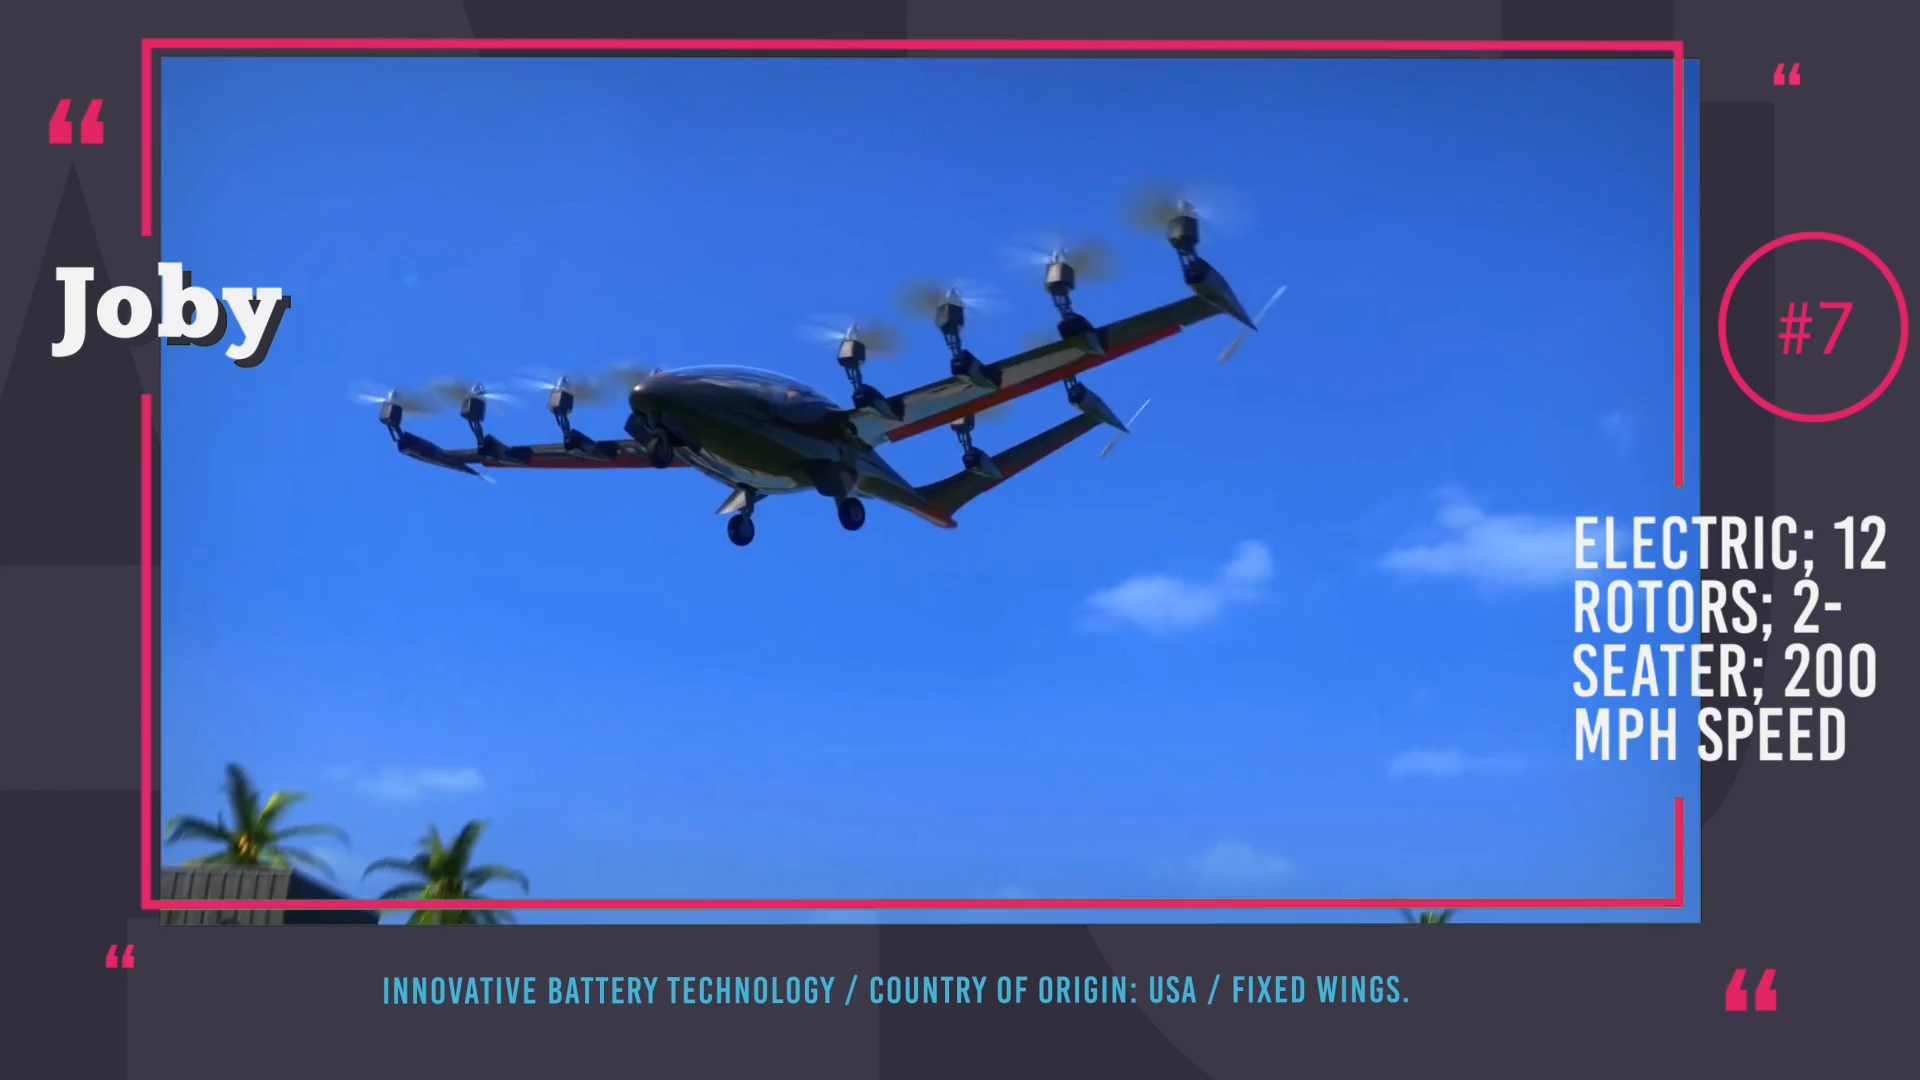 “
“
Joby
#7
ELECTRIC; 12
ROTORS; 2-
SEATER; 200
MPH SPEED
“
INNOVATIVE BATTERY TECHNOLOGY / COUNTRY OF ORIGIN: USA / FIXED WINGS.
“